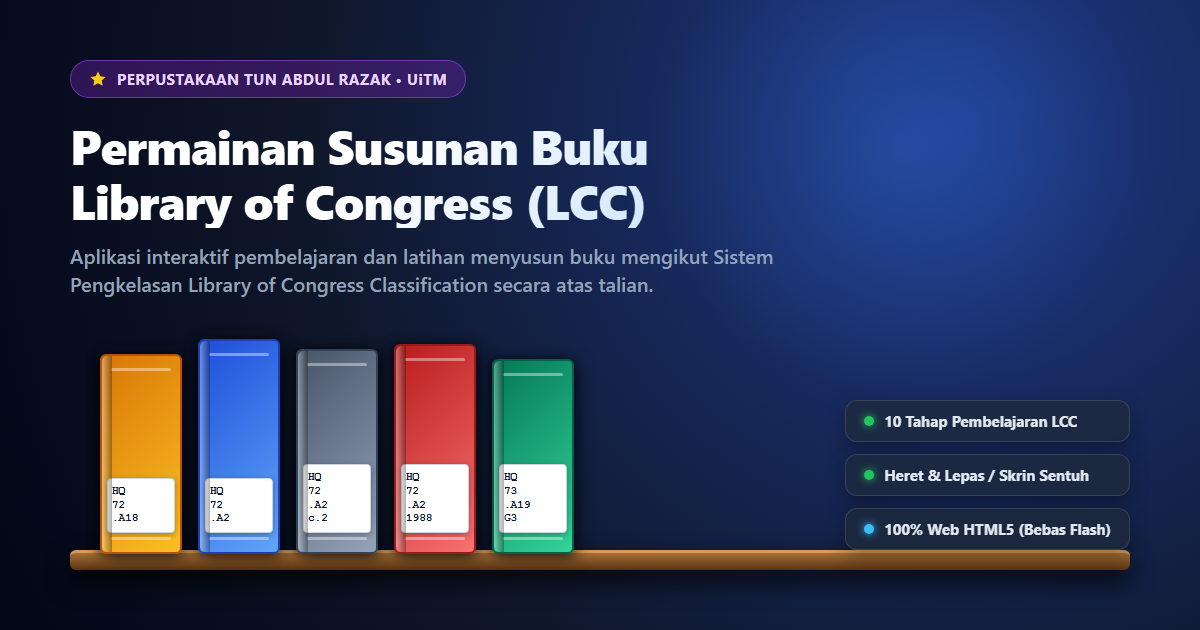 PERPUSTAKAAN TUN ABDUL RAZAK • UiTM
Permainan Susunan Buku
Library of Congress (LCC)
Aplikasi interaktif pembelajaran dan latihan menyusun buku mengikut Sistem
Pengkelasan Library of Congress Classification secara atas talian.
HQ
72
.A18
HQ
72
.A2
HQ
72
.A2
c.2
HQ
72
.A2
1988
HQ
73
.A19
G3
10 Tahap Pembelajaran LCC
Heret & Lepas / Skrin Sentuh
100% Web HTML5 (Bebas Flash)